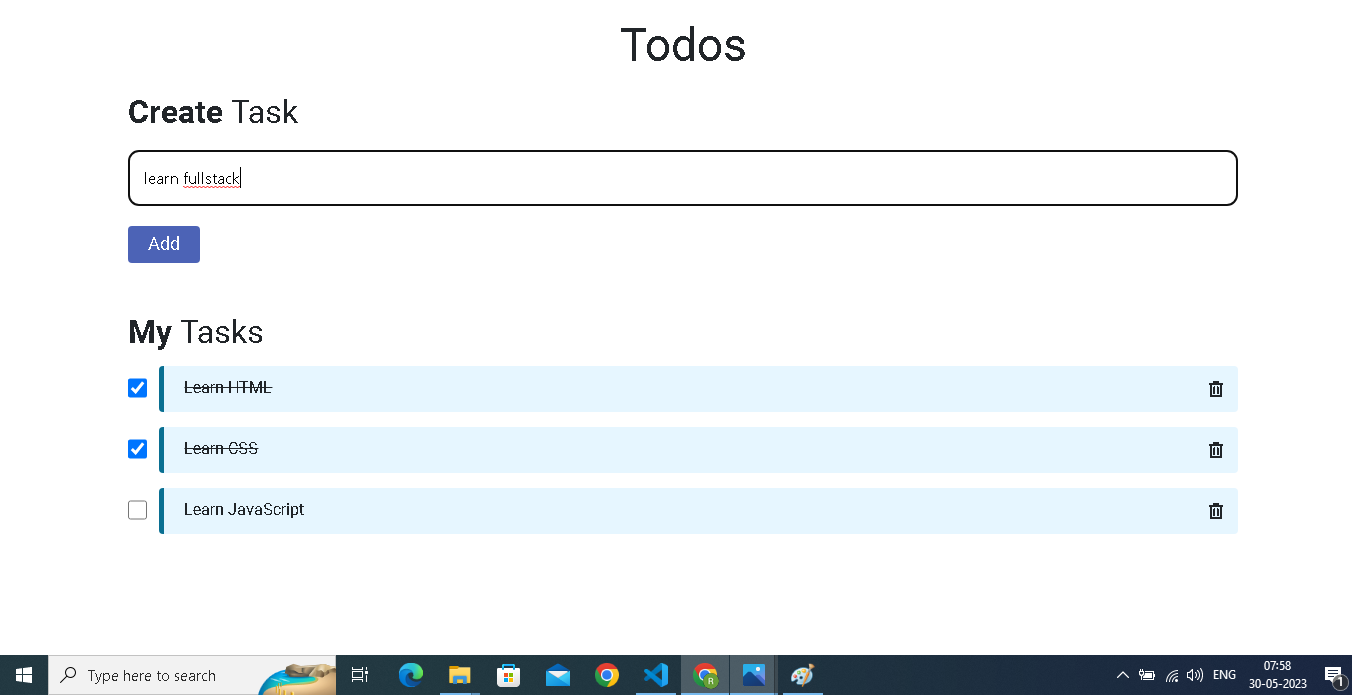 Todos
Create Task
learn fullstack
Add
My Tasks
Learn HTML
Learn CSS
Learn JavaScript
Type here to search
R
ENG
07:58
30-05-2023
1